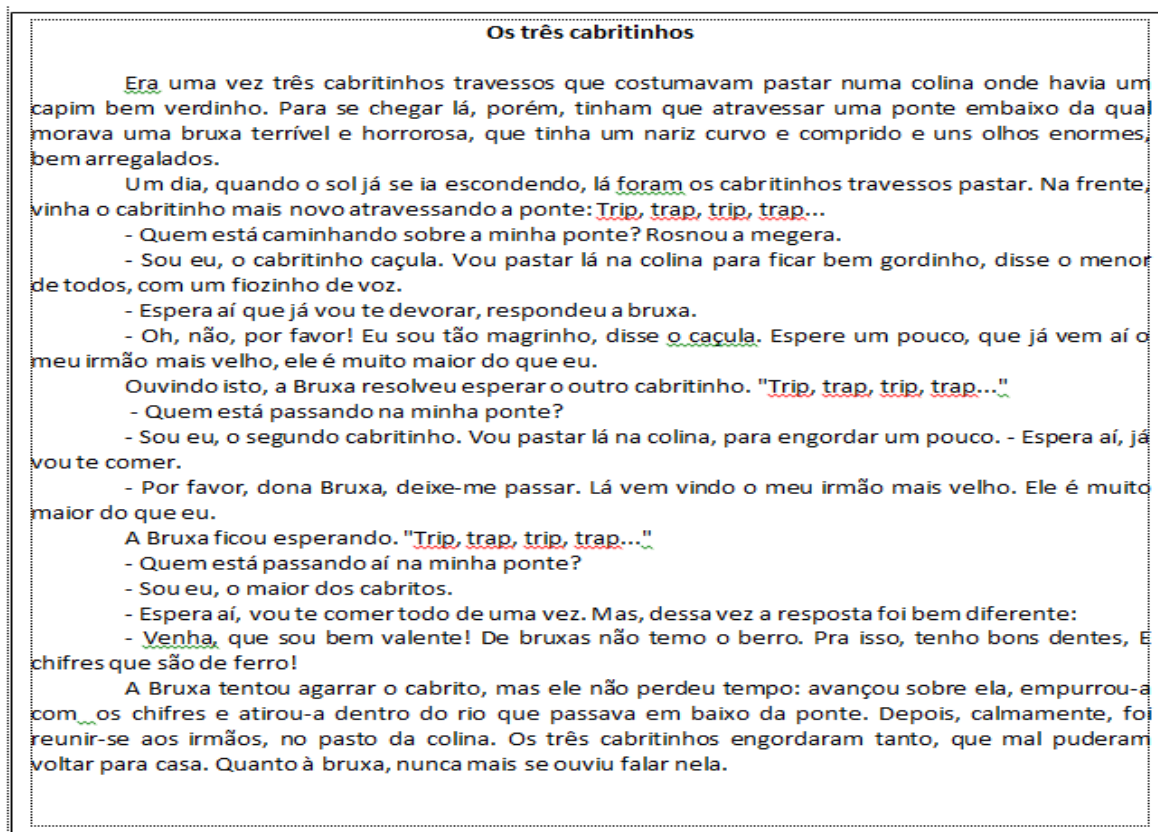 Os três cabritinhos
Era uma vez três cabritinhos travessos que costumavam pastar numa colina onde havia um
capim bem verdinho. Para se chegar lá, porém, tinham que atravessar uma ponte embaixo da qual
morava uma bruxa terrível e horrorosa, que tinha um nariz curvo e comprido e uns olhos enormes,
bem arregalados.
Um dia, quando o sol já se ia escondendo, lá foram os cabritinhos travessos pastar. Na frente,
vinha o cabritinho mais novo atravessando a ponte: Trip, trap, trip, trap...
- Quem está caminhando sobre a minha ponte? Rosnou a megera.
- Sou eu, o cabritinho caçula. Vou pastar lá na colina para ficar bem gordinho, disse o menor
de todos, com um fiozinho de voz.
- Espera aí que já vou te devorar, respondeu a bruxa.
- Oh, não, por favor! Eu sou tão magrinho, disse o caçula. Espere um pouco, que já vem aí o
meu irmão mais velho, ele é muito maior do que eu.
Ouvindo isto, a Bruxa resolveu esperar o outro cabritinho. "Trip, trap, trip, trap..."
- Quem está passando na minha ponte?
- Sou eu, o segundo cabritinho. Vou pastar lá na colina, para engordar um pouco. - Espera aí, já
vou te comer.
- Por favor, dona Bruxa, deixe-me passar. Lá vem vindo o meu irmão mais velho. Ele é muito
maior do que eu.
A Bruxa ficou esperando. "Trip, trap, trip, trap..."
- Quem está passando aí na minha ponte?
- Sou eu, o maior dos cabritos.
- Espera aí, vou te comer todo de uma vez. Mas, dessa vez a resposta foi bem diferente:
- Venha, que sou bem valente! De bruxas não temo o berro. Pra isso, tenho bons dentes, E
chifres que são de ferro!
A Bruxa tentou agarrar o cabrito, mas ele não perdeu tempo: avançou sobre ela, empurrou-a
com os chifres e atirou-a dentro do rio que passava em baixo da ponte. Depois, calmamente, foi
reunir-se aos irmãos, no pasto da colina. Os três cabritinhos engordaram tanto, que mal puderam
voltar para casa. Quanto à bruxa, nunca mais se ouviu falar nela.